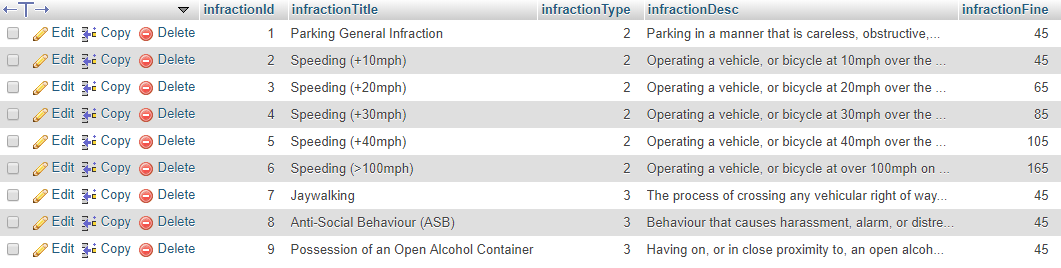 infractionId infractionTitle infractionType infractionDesc infractionFine
Edit Copy Delete 1 Parking General Infraction 2 Parking in a manner that is careless, obstructive,... 45
Edit Copy Delete 2 Speeding (+10mph) 2 Operating a vehicle, or bicycle at 10mph over the ... 45
Edit Copy Delete 3 Speeding (+20mph) 2 Operating a vehicle, or bicycle at 20mph over the ... 65
Edit Copy Delete 4 Speeding (+30mph) 2 Operating a vehicle, or bicycle at 30mph over the ... 85
Edit Copy Delete 5 Speeding (+40mph) 2 Operating a vehicle, or bicycle at 40mph over the ... 105
Edit Copy Delete 6 Speeding (>100mph) 2 Operating a vehicle, or bicycle at over 100mph on ... 165
Edit Copy Delete 7 Jaywalking 3 The process of crossing any vehicular right of way... 45
Edit Copy Delete 8 Anti-Social Behaviour (ASB) 3 Behaviour that causes harassment, alarm, or distre... 45
Edit Copy Delete 9 Possession of an Open Alcohol Container 3 Having on, or in close proximity to, an open alcoh... 45